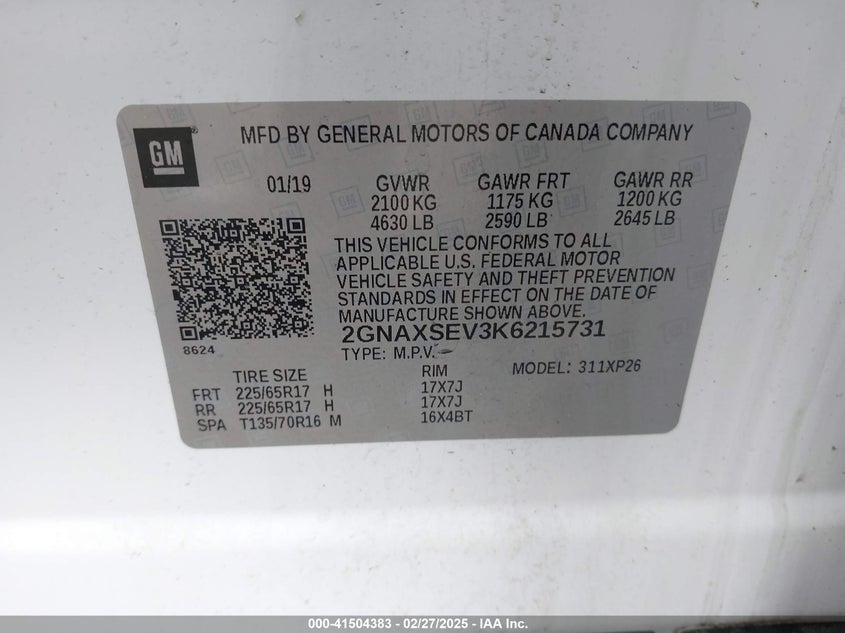 GM
MFD BY GENERAL MOTORS OF CANADA COMPANY
01/19 GVWR GAWR FRT GAWR RR
2100 KG 1175 KG 1200 KG
4630 LB 2590 LB 2645 LB
THIS VEHICLE CONFORMS TO ALL
APPLICABLE U.S. FEDERAL MOTOR
VEHICLE SAFETY AND THEFT PREVENTION
STANDARDS IN EFFECT ON THE DATE OF
MANUFACTURE SHOWN ABOVE.
2GNAXSEV3K6215731
8624
TYPE: M.P.V.
TIRE SIZE RIM MODEL: 311XP26
FRT 225/65R17 H 17X7J
RR 225/65R17 H 17X7J
SPA T135/70R16 M 16X4BT
000-41504383 - 02/27/2025 - IAA Inc.